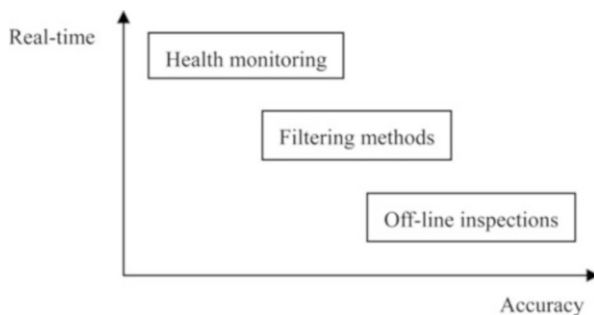 Real-time
Health monitoring
Filtering methods
Off-line inspections
Accuracy